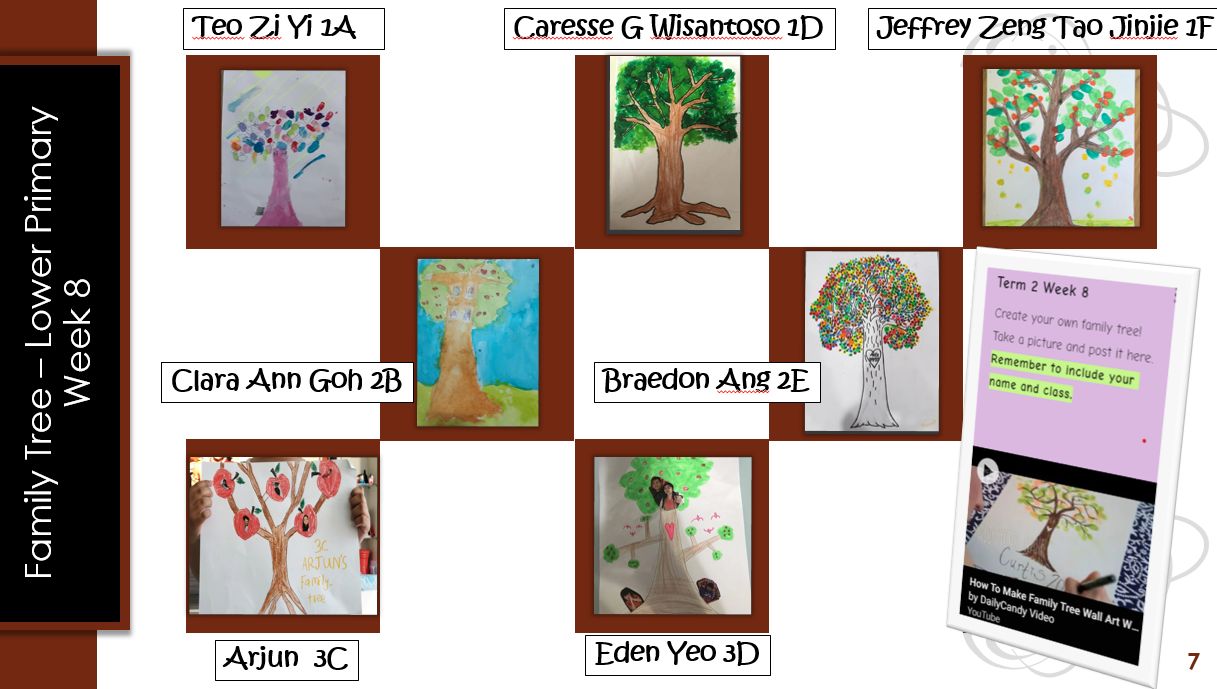 Family Tree – Lower Primary
Week 8
Teo Zi Yi 1A
Caresse G Wisantoso 1D
Jeffrey Zeng Tao Jinjie 1F
Clara Ann Goh 2B
Braedon Ang 2E
Term 2 Week 8
Create your own family tree!
Take a picture and post it here.
Remember to include your
name and class.
How To Make Family Tree Wall Art W...
by DailyCandy Video
YouTube
3C
ARJUN'S
family
tree
Arjun 3C
Eden Yeo 3D
7